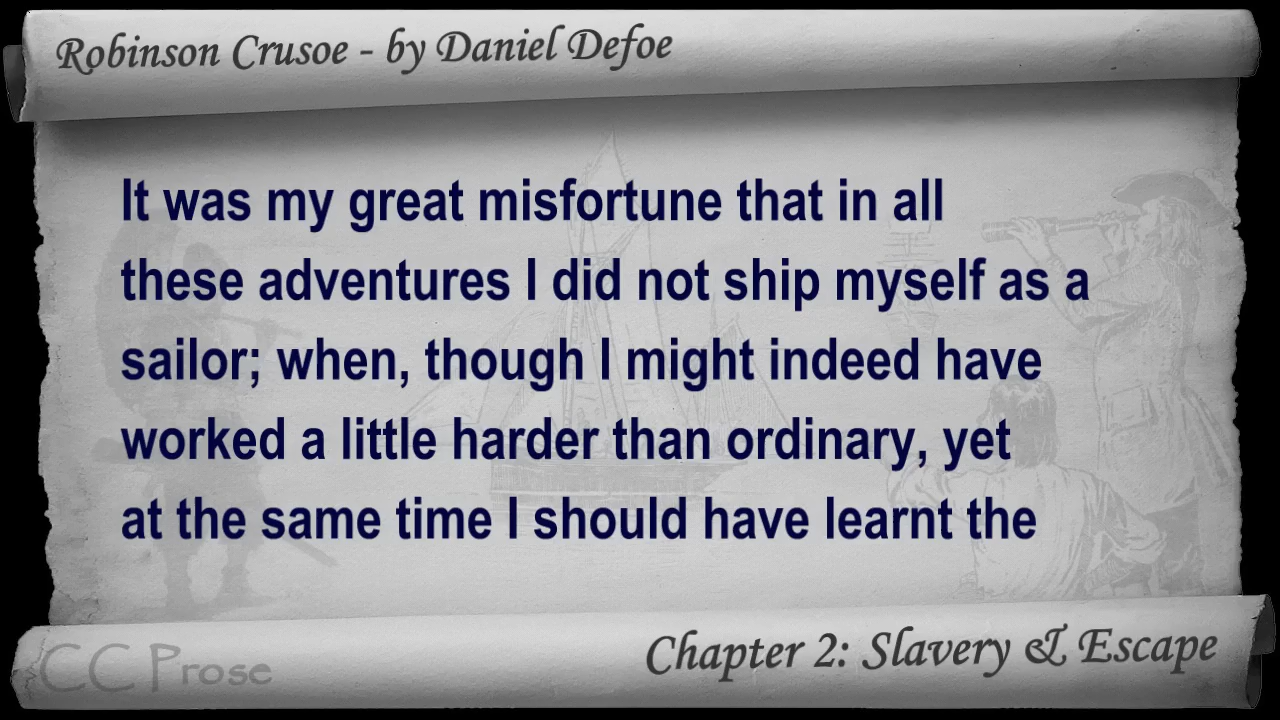 Robinson Crusoe - by Daniel Defoe
It was my great misfortune that in all
these adventures I did not ship myself as a
sailor; when, though I might indeed have
worked a little harder than ordinary, yet
at the same time I should have learnt the
Chapter 2: Slavery & Escape
CC Prose